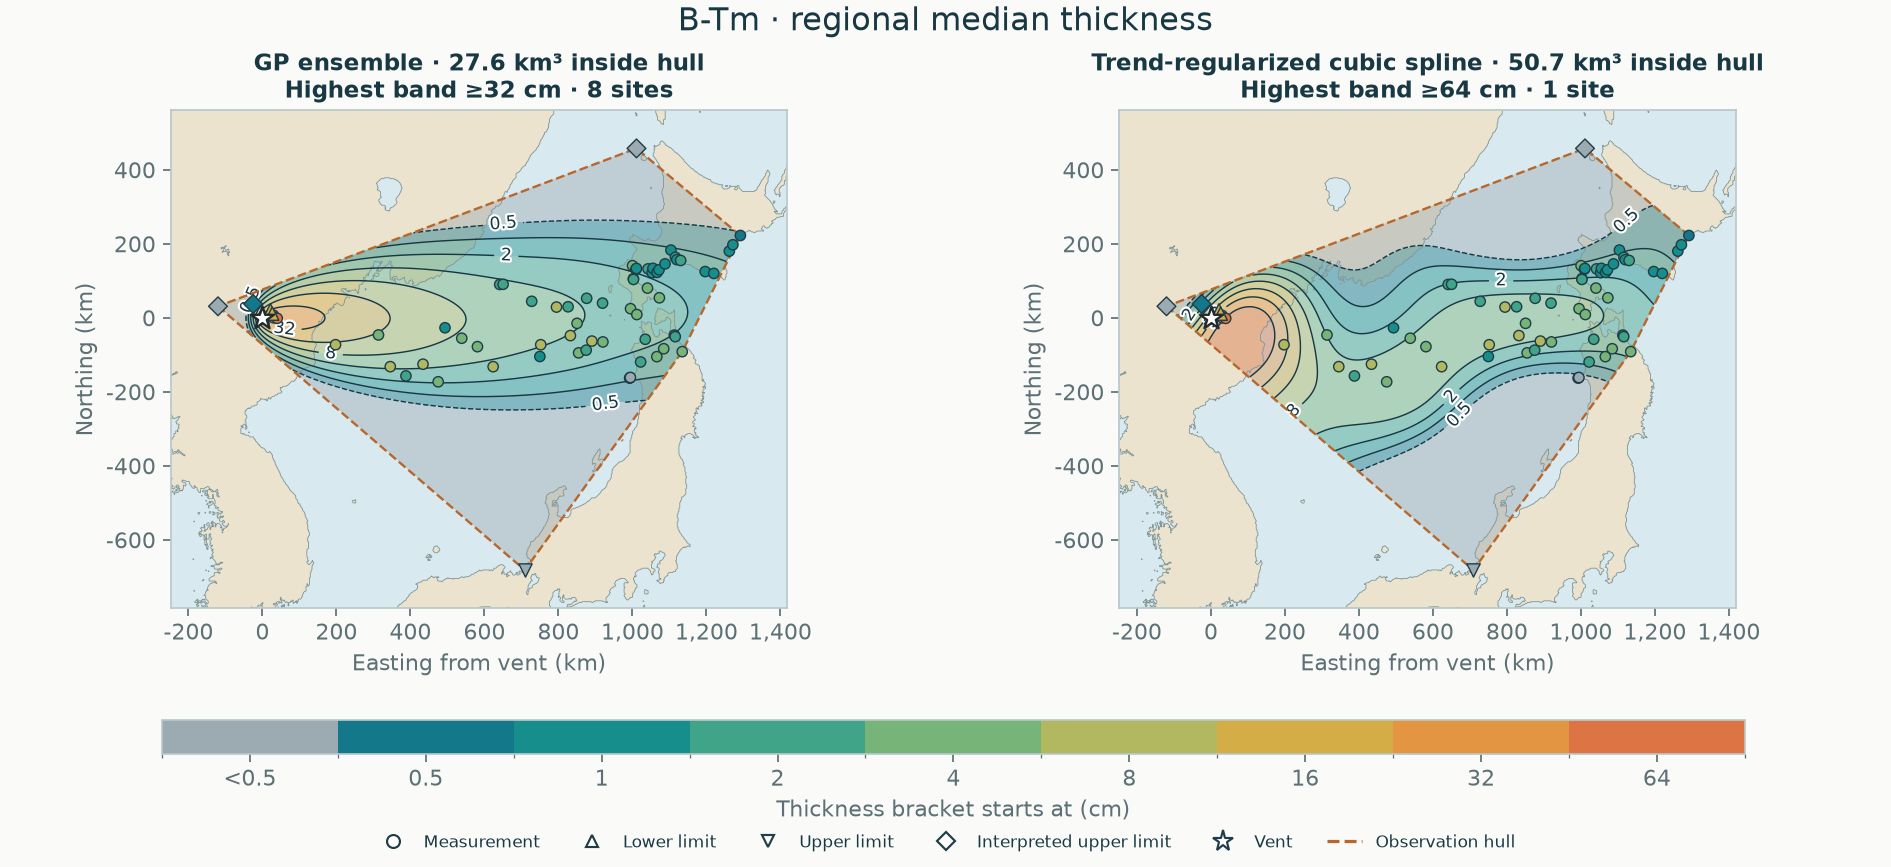 B-Tm · regional median thickness
GP ensemble · 27.6 km³ inside hull
Highest band ≥32 cm · 8 sites
Trend-regularized cubic spline · 50.7 km³ inside hull
Highest band ≥64 cm · 1 site
Northing (km)
400
200
0
-200
-400
-600
0.5
2
0.5
32
8
0.5
-200 0 200 400 600 800 1,000 1,200 1,400
Easting from vent (km)
Northing (km)
400
200
0
-200
-400
-600
0.5
2
2
8
2
0.5
-200 0 200 400 600 800 1,000 1,200 1,400
Easting from vent (km)
<0.5 0.5 1 2 4 8 16 32 64
Thickness bracket starts at (cm)
Measurement Lower limit Upper limit Interpreted upper limit Vent Observation hull